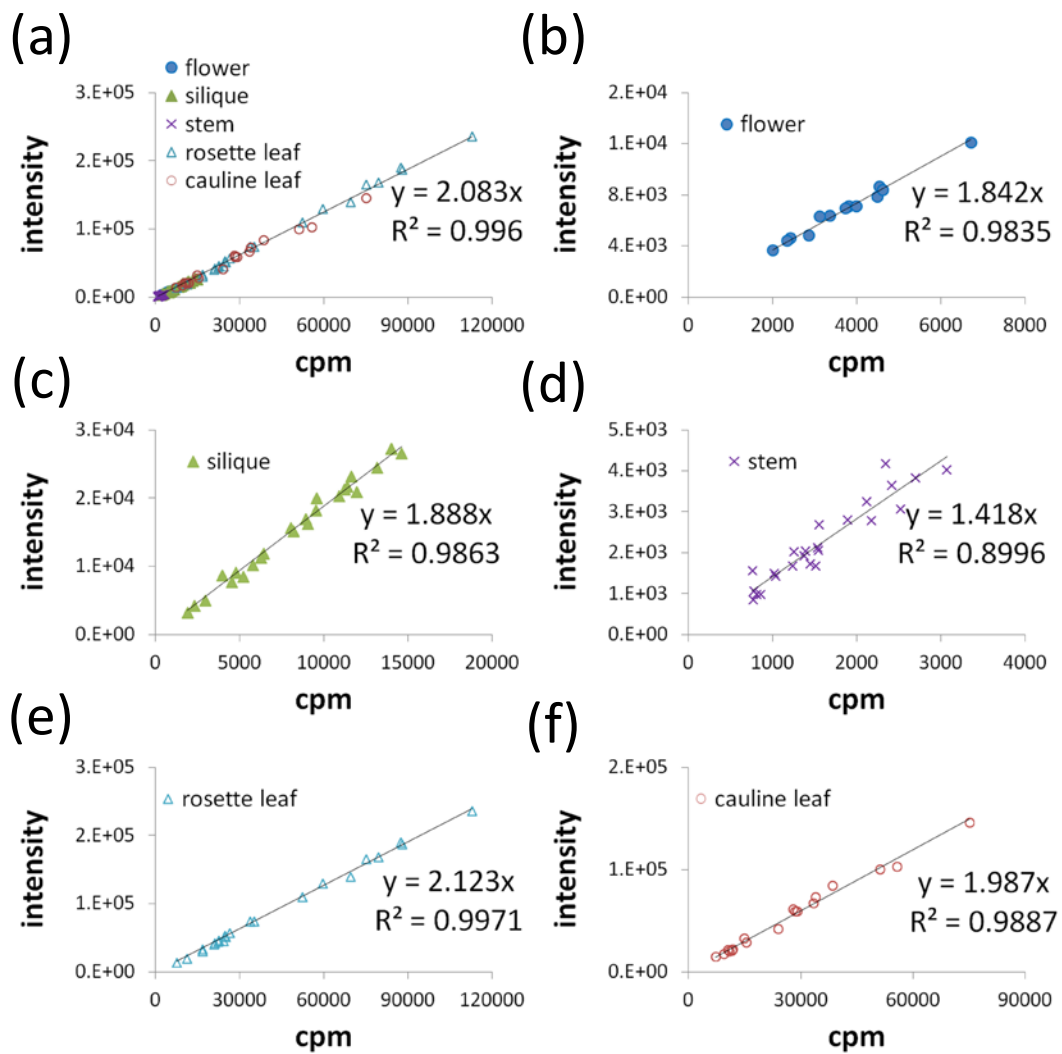 (a)
flower
silique
stem
rosette leaf
cauline leaf
3.E+05
2.E+05
1.E+05
0.E+00
intensity
y = 2.083x
R² = 0.996
0 30000 60000 90000 120000
cpm
(b)
flower
2.E+04
1.E+04
8.E+03
4.E+03
0.E+00
intensity
y = 1.842x
R² = 0.9835
0 2000 4000 6000 8000
cpm
(c)
silique
3.E+04
2.E+04
1.E+04
0.E+00
intensity
y = 1.888x
R² = 0.9863
0 5000 10000 15000 20000
cpm
(d)
stem
5.E+03
4.E+03
3.E+03
2.E+03
1.E+03
0.E+00
intensity
y = 1.418x
R² = 0.8996
0 1000 2000 3000 4000
cpm
(e)
rosette leaf
3.E+05
2.E+05
1.E+05
0.E+00
intensity
y = 2.123x
R² = 0.9971
0 30000 60000 90000 120000
cpm
(f)
cauline leaf
2.E+05
1.E+05
0.E+00
intensity
y = 1.987x
R² = 0.9887
0 30000 60000 90000
cpm